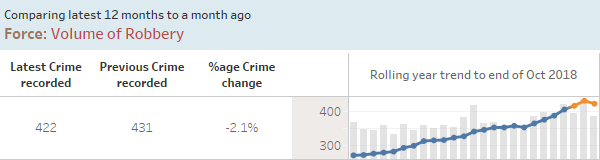 Comparing latest 12 months to a month ago
Force: Volume of Robbery
Latest Crime recorded
Previous Crime recorded
%age Crime change
Rolling year trend to end of Oct 2018
422
431
-2.1%
400
300